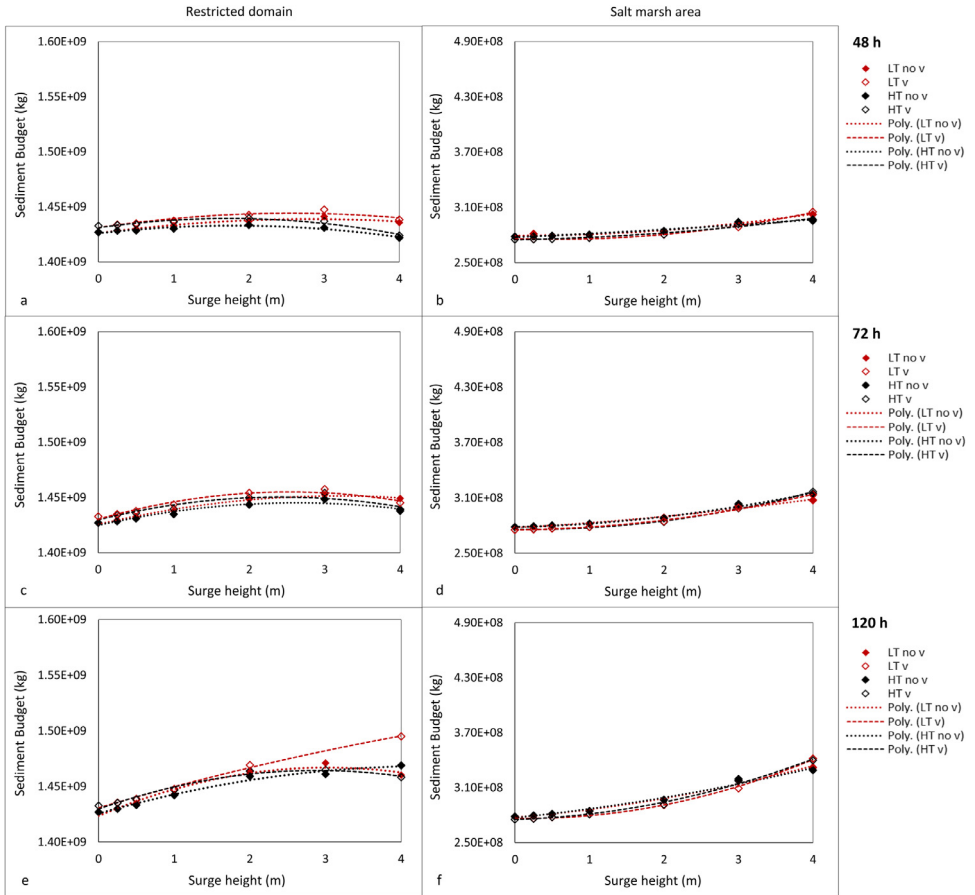 Restricted domain
Salt marsh area
1.60E+09
1.55E+09
1.50E+09
1.45E+09
1.40E+09
Sediment Budget (kg)
0 1 2 3 4
Surge height (m)
a
4.90E+08
4.30E+08
3.70E+08
3.10E+08
2.50E+08
Sediment Budget (kg)
0 1 2 3 4
Surge height (m)
b
48 h
LT no v
LT v
HT no v
HT v
Poly. (LT no v)
Poly. (LT v)
Poly. (HT no v)
Poly. (HT v)
1.60E+09
1.55E+09
1.50E+09
1.45E+09
1.40E+09
Sediment Budget (kg)
0 1 2 3 4
Surge height (m)
c
4.90E+08
4.30E+08
3.70E+08
3.10E+08
2.50E+08
Sediment Budget (kg)
0 1 2 3 4
Surge height (m)
d
72 h
LT no v
LT v
HT no v
HT v
Poly. (LT no v)
Poly. (LT v)
Poly. (HT no v)
Poly. (HT v)
1.60E+09
1.55E+09
1.50E+09
1.45E+09
1.40E+09
Sediment Budget (kg)
0 1 2 3 4
Surge height (m)
e
4.90E+08
4.30E+08
3.70E+08
3.10E+08
2.50E+08
Sediment Budget (kg)
0 1 2 3 4
Surge height (m)
f
120 h
LT no v
LT v
HT no v
HT v
Poly. (LT no v)
Poly. (LT v)
Poly. (HT no v)
Poly. (HT v)